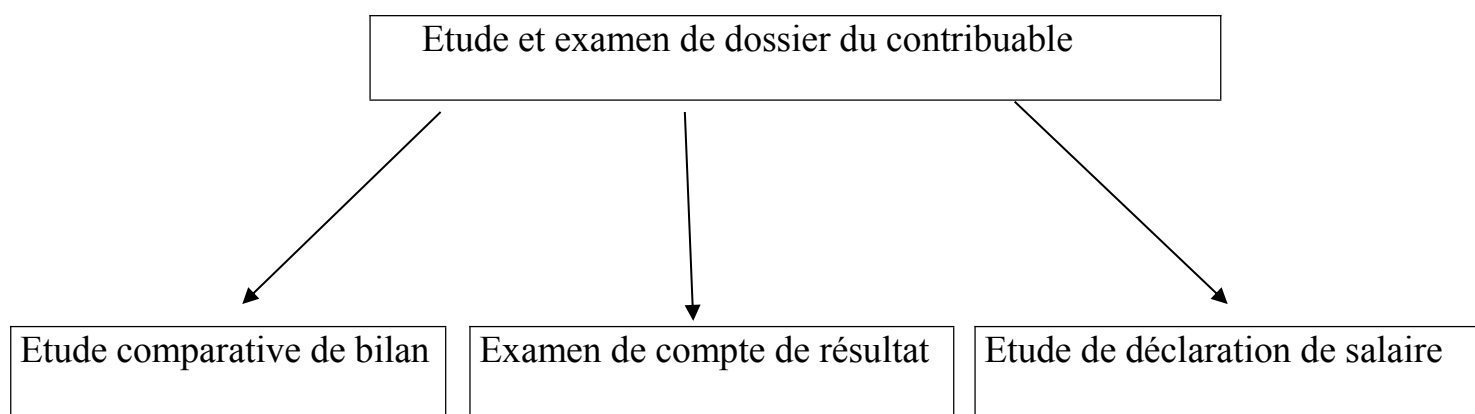 Etude et examen de dossier du contribuable
Etude comparative de bilan
Examen de compte de résultat
Etude de déclaration de salaire